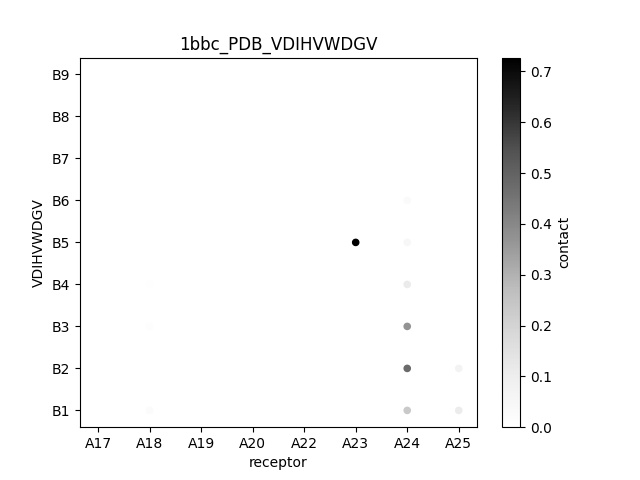 1bbc_PDB_VDIHVWDGV
B9
B8
B7
B6
B5
B4
B3
B2
B1
VDIHVWDGV
A17 A18 A19 A20 A22 A23 A24 A25
receptor
0.7
0.6
0.5
0.4
0.3
0.2
0.1
0.0
contact